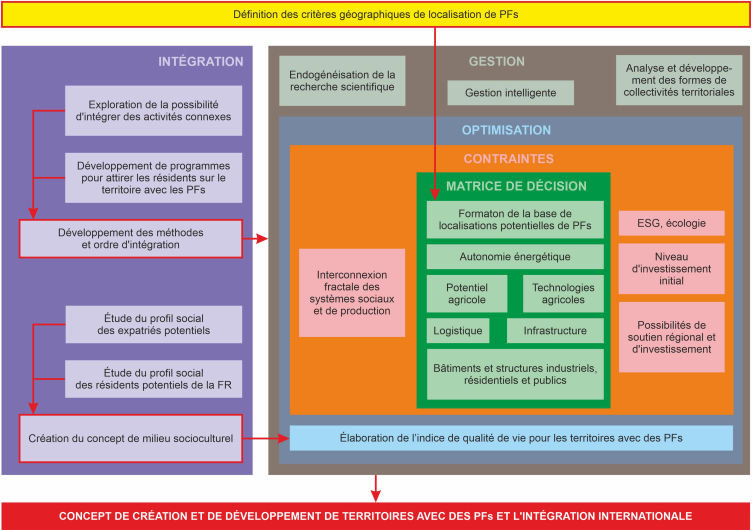 Définition des critères géographiques de localisation de PFs
INTÉGRATION
Exploration de la possibilité
d'intégrer des activités connexes
Développement de programmes
pour attirer les résidents sur le
territoire avec les PFs
Développement des méthodes
et ordre d'intégration
Étude du profil social
des expatriés potentiels
Étude du profil social
des résidents potentiels de la FR
Création du concept de milieu socioculturel
GESTION
Endogénéisation de la
recherche scientifique
Gestion intelligente
Analyse et développe-
ment des formes de
collectivités territoriales
OPTIMISATION
CONTRAINTES
Interconnexion
fractale des
systèmes sociaux
et de production
MATRICE DE DÉCISION
Formaton de la base de
localisations potentielles de PFs
Autonomie énergétique
Potentiel
agricole
Technologies
agricoles
Logistique
Infrastructure
Bâtiments et structures industriels,
résidentiels et publics
ESG, écologie
Niveau
d'investissement
initial
Possibilités de
soutien régional et
d'investissement
Élaboration de l'indice de qualité de vie pour les territoires avec des PFs
CONCEPT DE CRÉATION ET DE DÉVELOPPEMENT DE TERRITOIRES AVEC DES PFs ET L'INTÉGRATION INTERNATIONALE